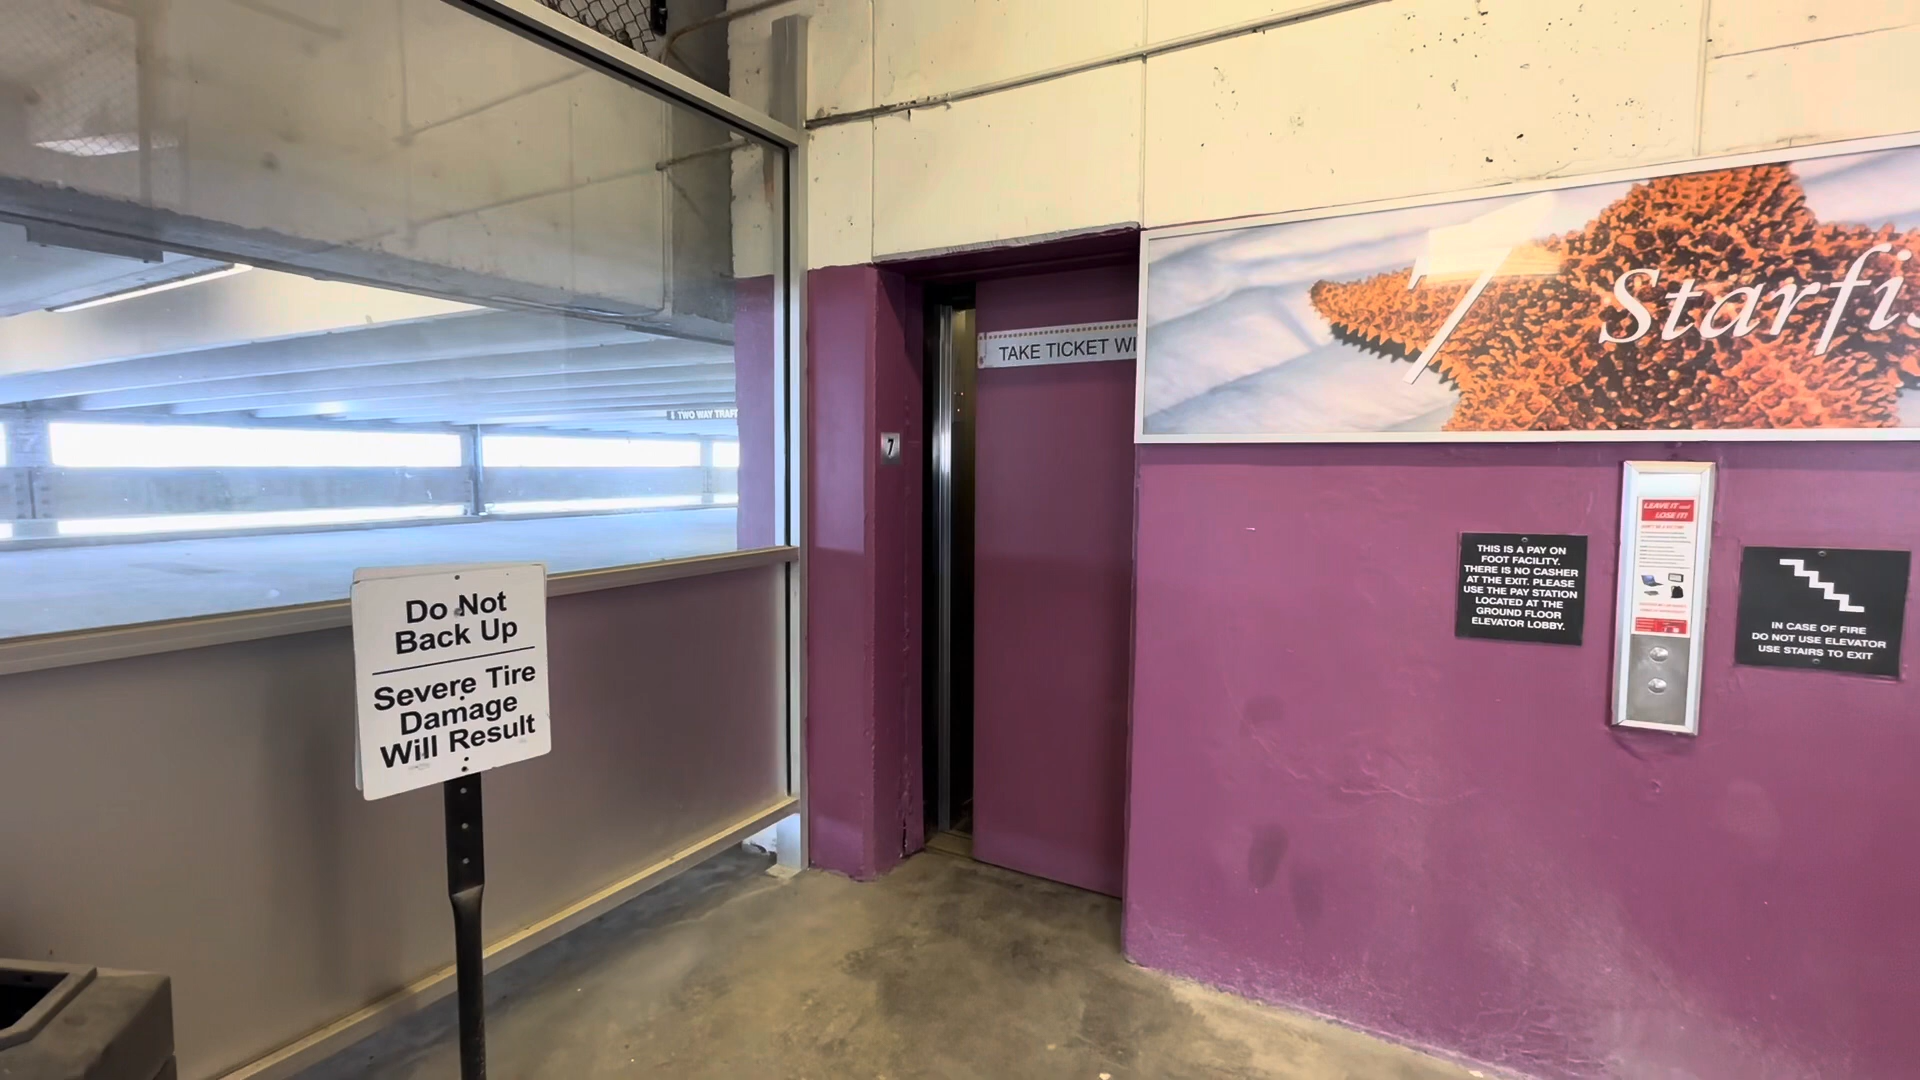 Do Not
Back Up
Severe Tire
Damage
Will Result
TWO WAY TRAFF
7
TAKE TICKET WI
7 Starfis
THIS IS A PAY ON
FOOT FACILITY.
THERE IS NO CASHER
AT THE EXIT. PLEASE
USE THE PAY STATION
LOCATED AT THE
GROUND FLOOR
ELEVATOR LOBBY.
LEAVE IT and
LOSE IT!
IN CASE OF FIRE
DO NOT USE ELEVATOR
USE STAIRS TO EXIT